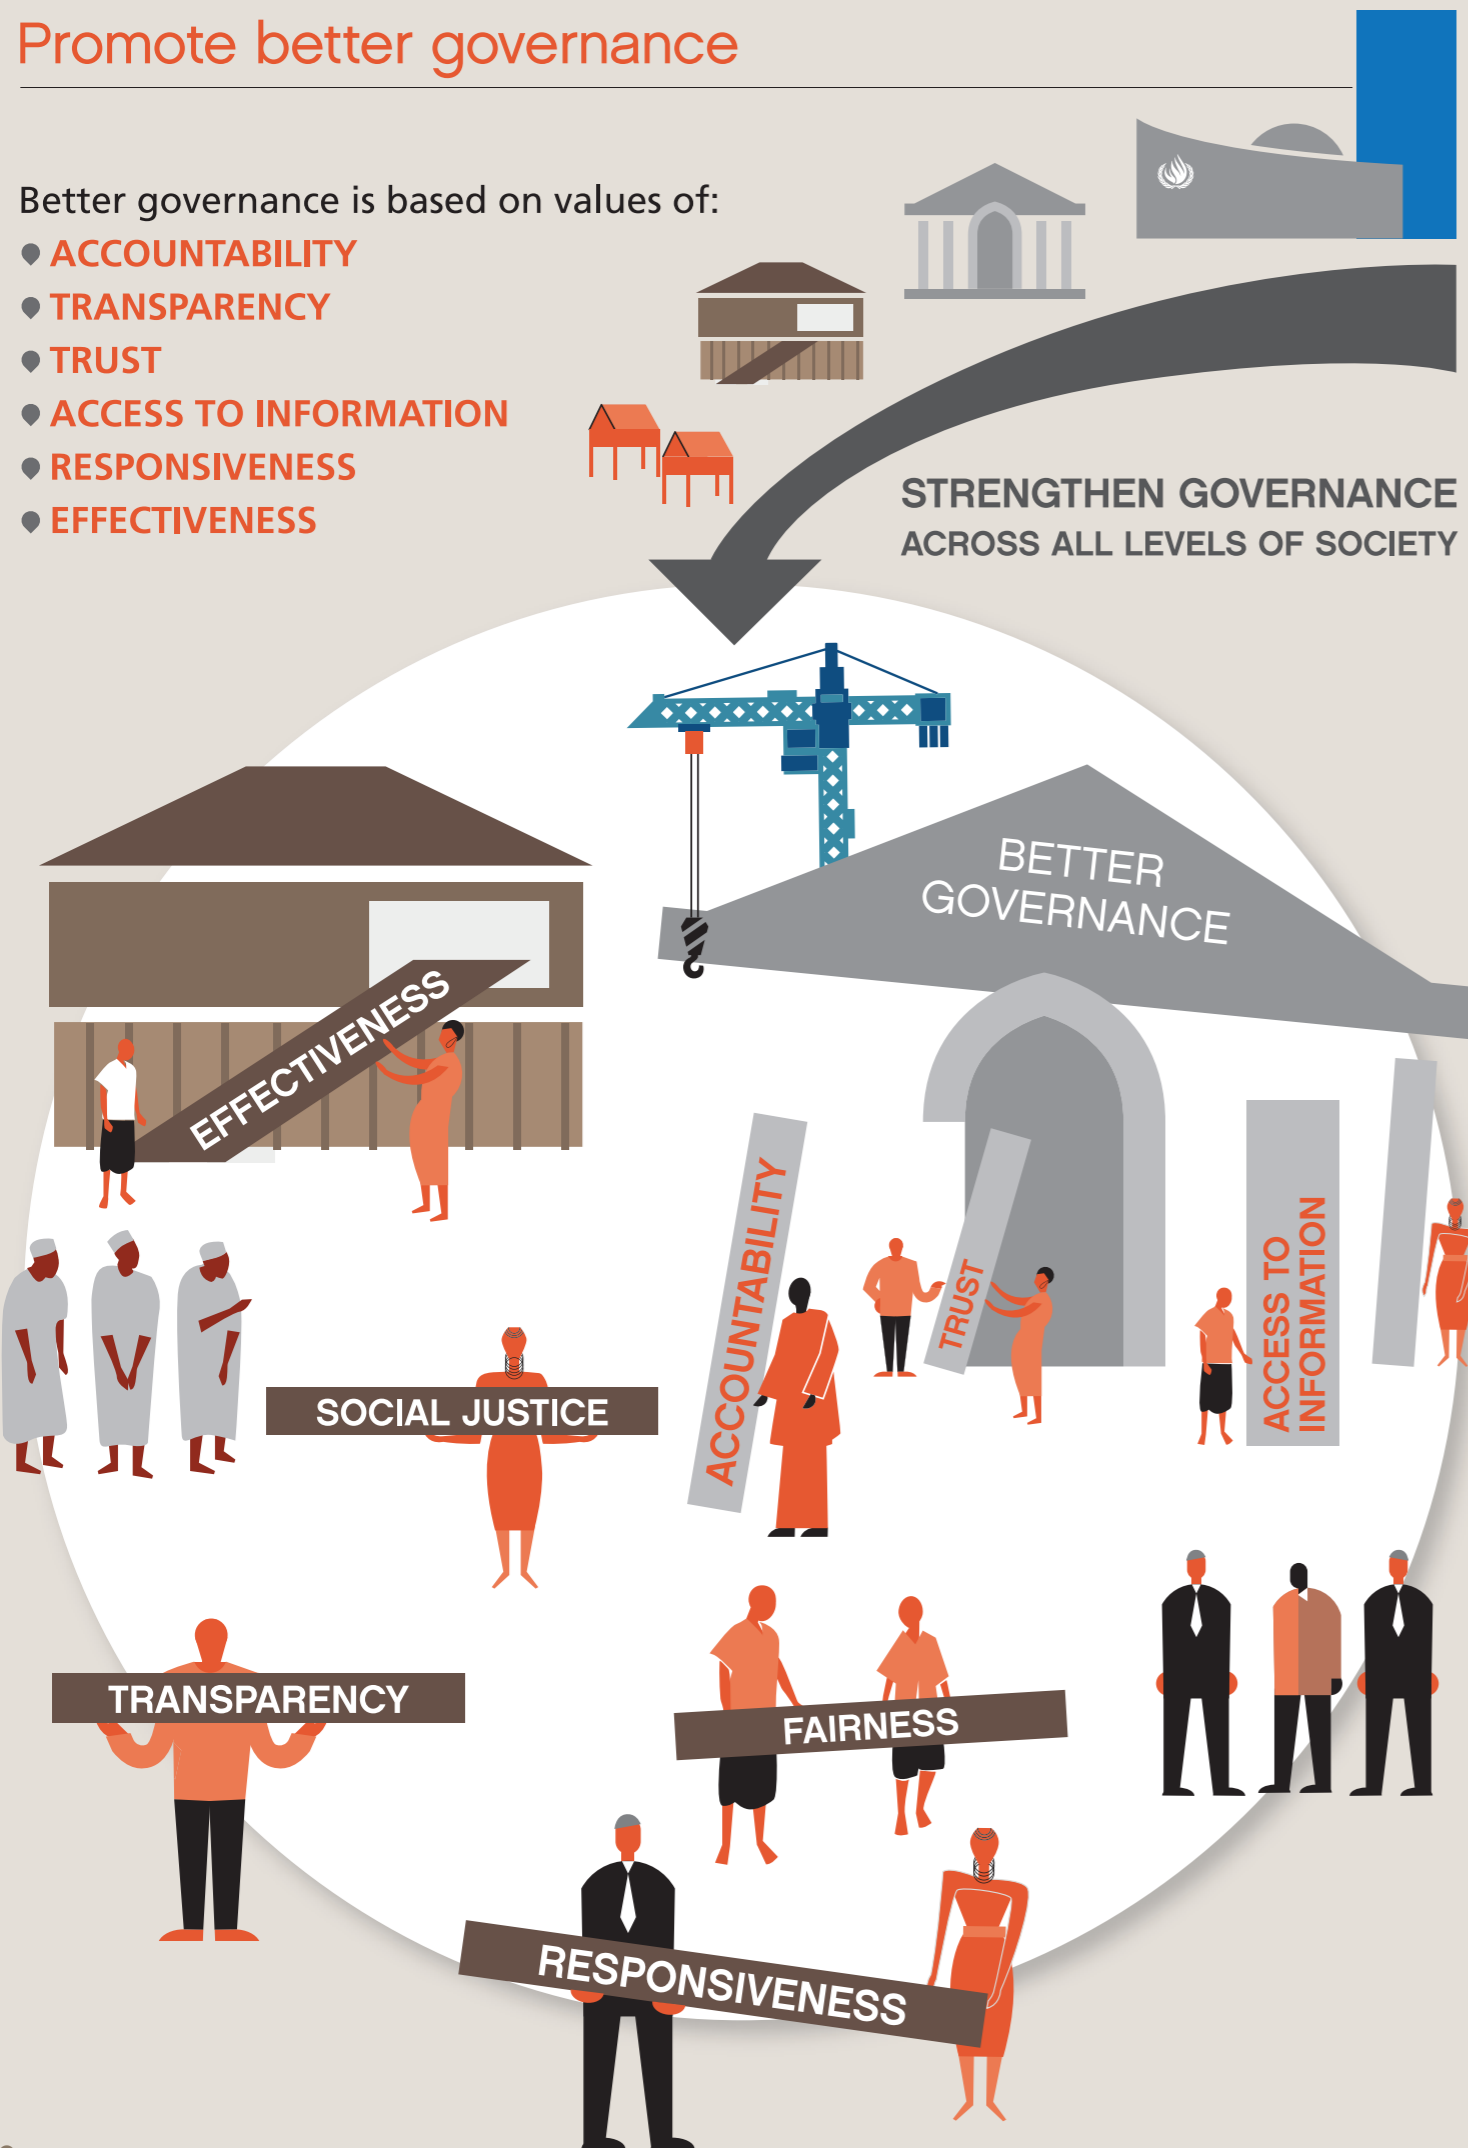 Promote better governance
Better governance is based on values of:
ACCOUNTABILITY
TRANSPARENCY
TRUST
ACCESS TO INFORMATION
RESPONSIVENESS
EFFECTIVENESS
STRENGTHEN GOVERNANCE
ACROSS ALL LEVELS OF SOCIETY
BETTER
GOVERNANCE
EFFECTIVENESS
ACCOUNTABILITY
TRUST
ACCESS TO
INFORMATION
SOCIAL JUSTICE
TRANSPARENCY
FAIRNESS
RESPONSIVENESS